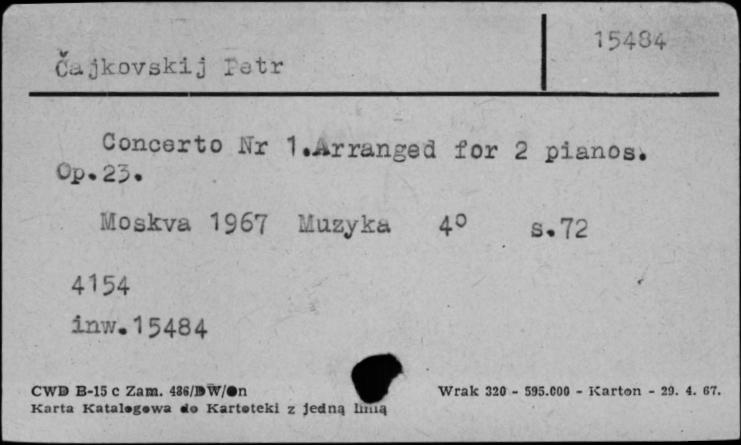 15484
Čajkovskij Petr
Concerto Nr 1.Arranged for 2 pianos.
Op.23.
Moskva 1967 Muzyka 4° s.72
4154
inw.15484
CWD B-15 c Zam. 486/DW/on Wrak 320 - 595.000 - Karton - 29. 4. 67.
Karta Katalogowa do Kartoteki z jedną linią